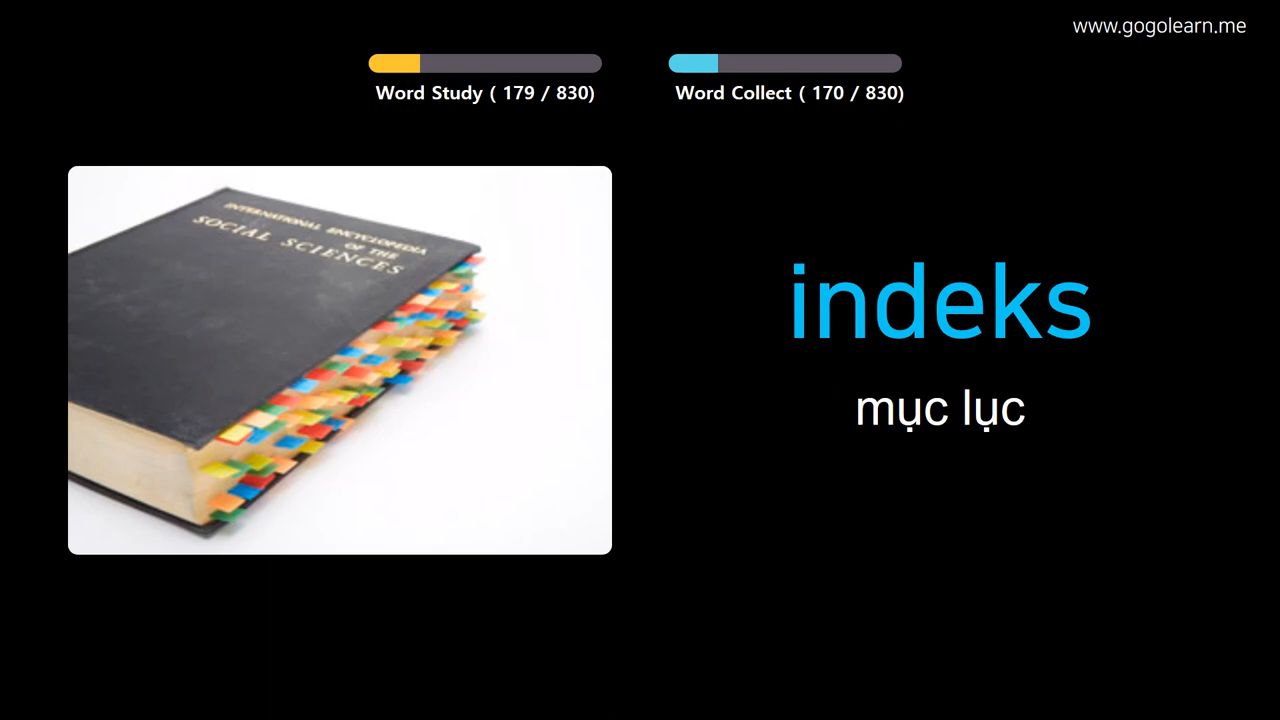 www.gogolearn.me
Word Study ( 179 / 830)
Word Collect ( 170 / 830)
INTERNATIONAL ENCYCLOPEDIA
OF THE
SOCIAL SCIENCES
indeks
mục lục